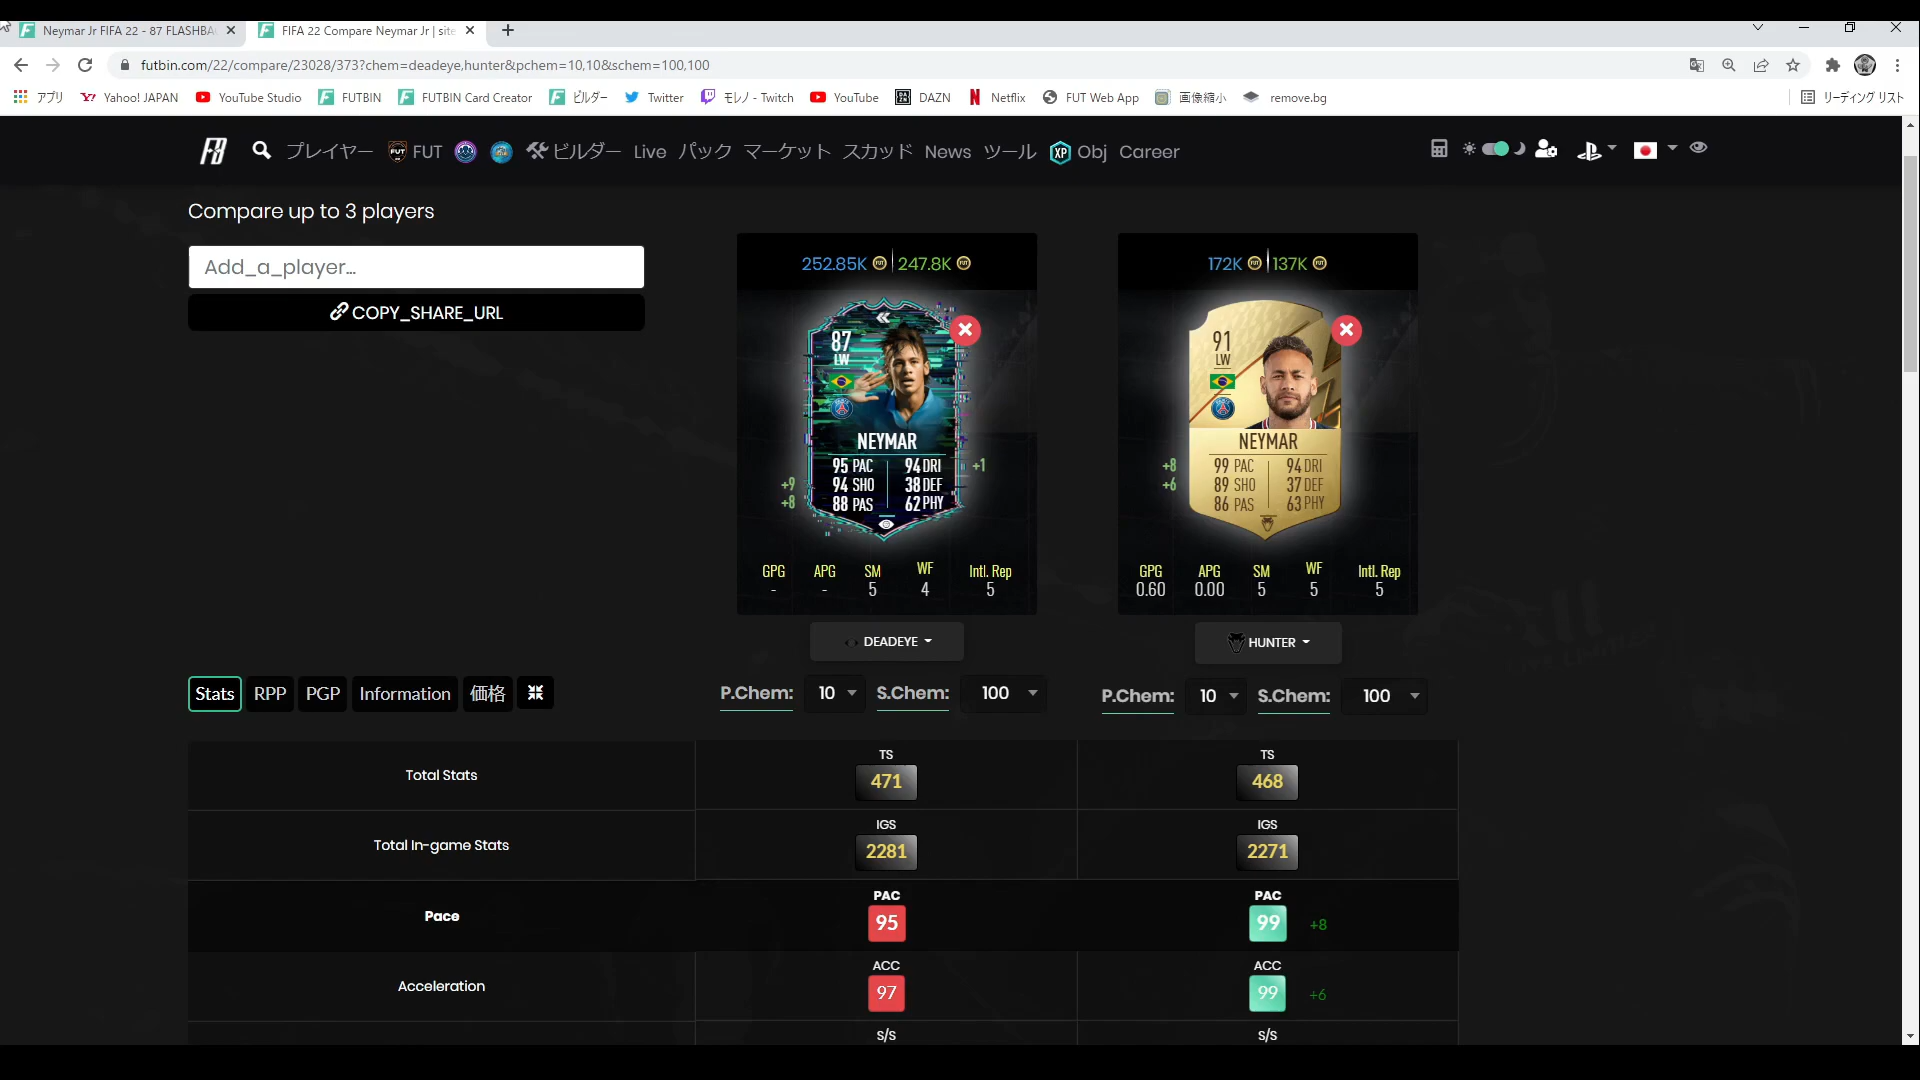 Neymar Jr FIFA 22 - 87 FLASHBA
FIFA 22 Compare Neymar Jr | site
futbin.com/22/compare/23028/373?chem=deadeye,hunter&pchem=10,10&schem=100,100
アプリ Yahoo! JAPAN YouTube Studio FUTBIN FUTBIN Card Creator ビルダー Twitter モレノ - Twitch YouTube DAZN Netflix FUT Web App 画像縮小 remove.bg リーディング リスト
プレイヤー FUT ビルダー Live パック マーケット スカッド News ツール XP Obj Career
Compare up to 3 players
Add_a_player...
COPY_SHARE_URL
252.85K 247.8K
87
LW
NEYMAR
95 PAC 94 DRI +1
+9 94 SHO 38 DEF
+8 88 PAS 62 PHY
GPG APG SM WF Intl. Rep
- - 5 4 5
DEADEYE
P.Chem: 10 S.Chem: 100
172K 137K
91
LW
NEYMAR
+8 99 PAC 94 DRI
+6 89 SHO 37 DEF
86 PAS 63 PHY
GPG APG SM WF Intl. Rep
0.60 0.00 5 5 5
HUNTER
P.Chem: 10 S.Chem: 100
Stats RPP PGP Information 価格
TS TS
Total Stats 471 468
IGS IGS
Total In-game Stats 2281 2271
PAC PAC
Pace 95 99 +8
ACC ACC
Acceleration 97 99 +6
S/S S/S